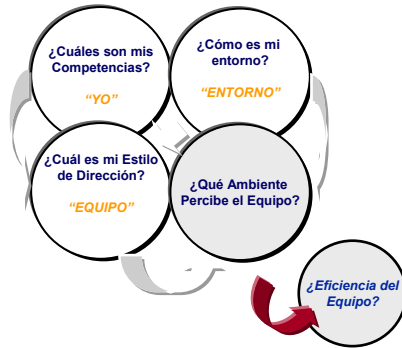 ¿Cuáles son mis
Competencias?
“YO”
¿Cómo es mi
entorno?
“ENTORNO”
¿Cuál es mi Estilo
de Dirección?
“EQUIPO”
¿Qué Ambiente
Percibe el Equipo?
¿Eficiencia del
Equipo?